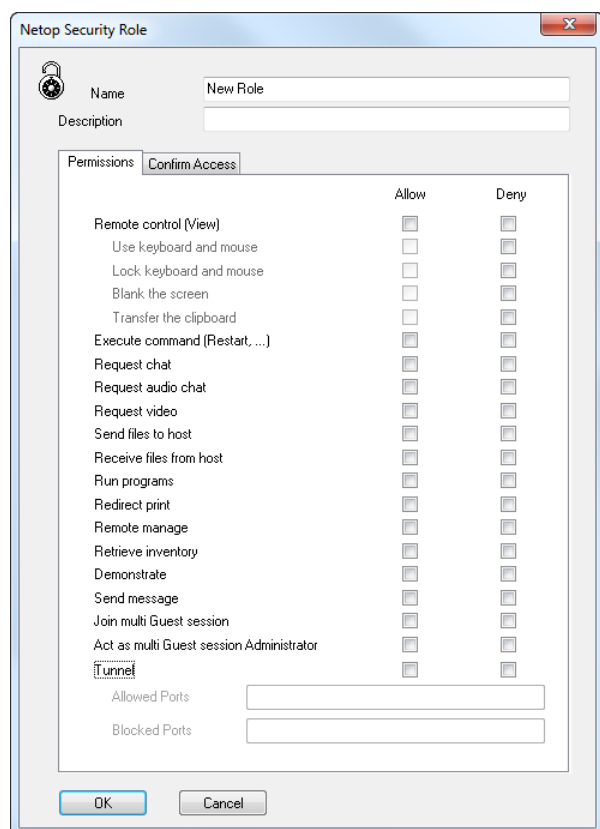 Netop Security Role
Name New Role
Description
Permissions Confirm Access
Allow Deny
Remote control (View)
Use keyboard and mouse
Lock keyboard and mouse
Blank the screen
Transfer the clipboard
Execute command (Restart, ...)
Request chat
Request audio chat
Request video
Send files to host
Receive files from host
Run programs
Redirect print
Remote manage
Retrieve inventory
Demonstrate
Send message
Join multi Guest session
Act as multi Guest session Administrator
Tunnel
Allowed Ports
Blocked Ports
OK Cancel